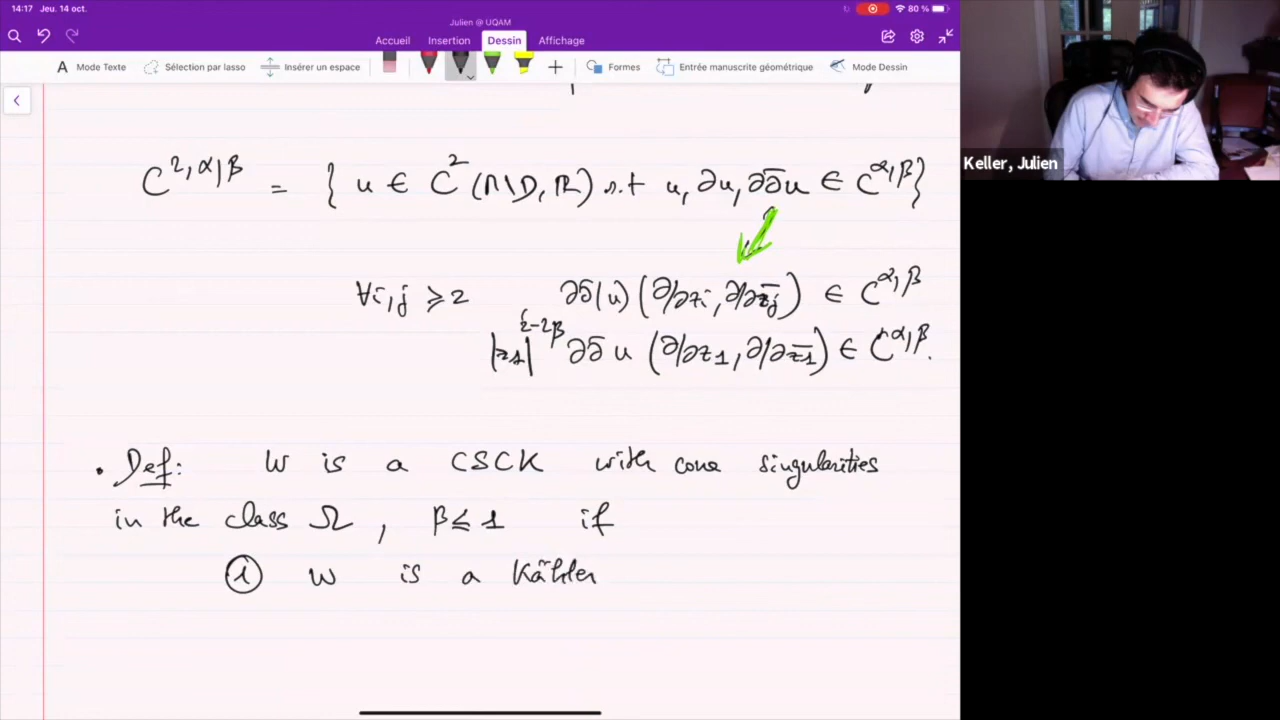 14:17 Jeu. 14 oct.
80 %
Julien @ UQAM
Accueil Insertion Dessin Affichage
A Mode Texte Sélection par lasso Insérer un espace Formes Entrée manuscrite géométrique Mode Dessin
C^{2,α,β} = { u ∈ C^2 (M\D, R) s.t u, ∂u, ∂∂̄u ∈ C^{α,β} }
∀i,j ⩾ 2 ∂∂̄(u) (∂/∂zi, ∂/∂z̄j) ∈ C^{α,β}
|z1|^{2-2β} ∂∂̄ u (∂/∂z1, ∂/∂z̄1) ∈ C^{α,β}.
• Def: w is a CSCK with cone singularities
in the class Ω, β ⩽ 1 if
(i) w is a Kähler
Keller, Julien